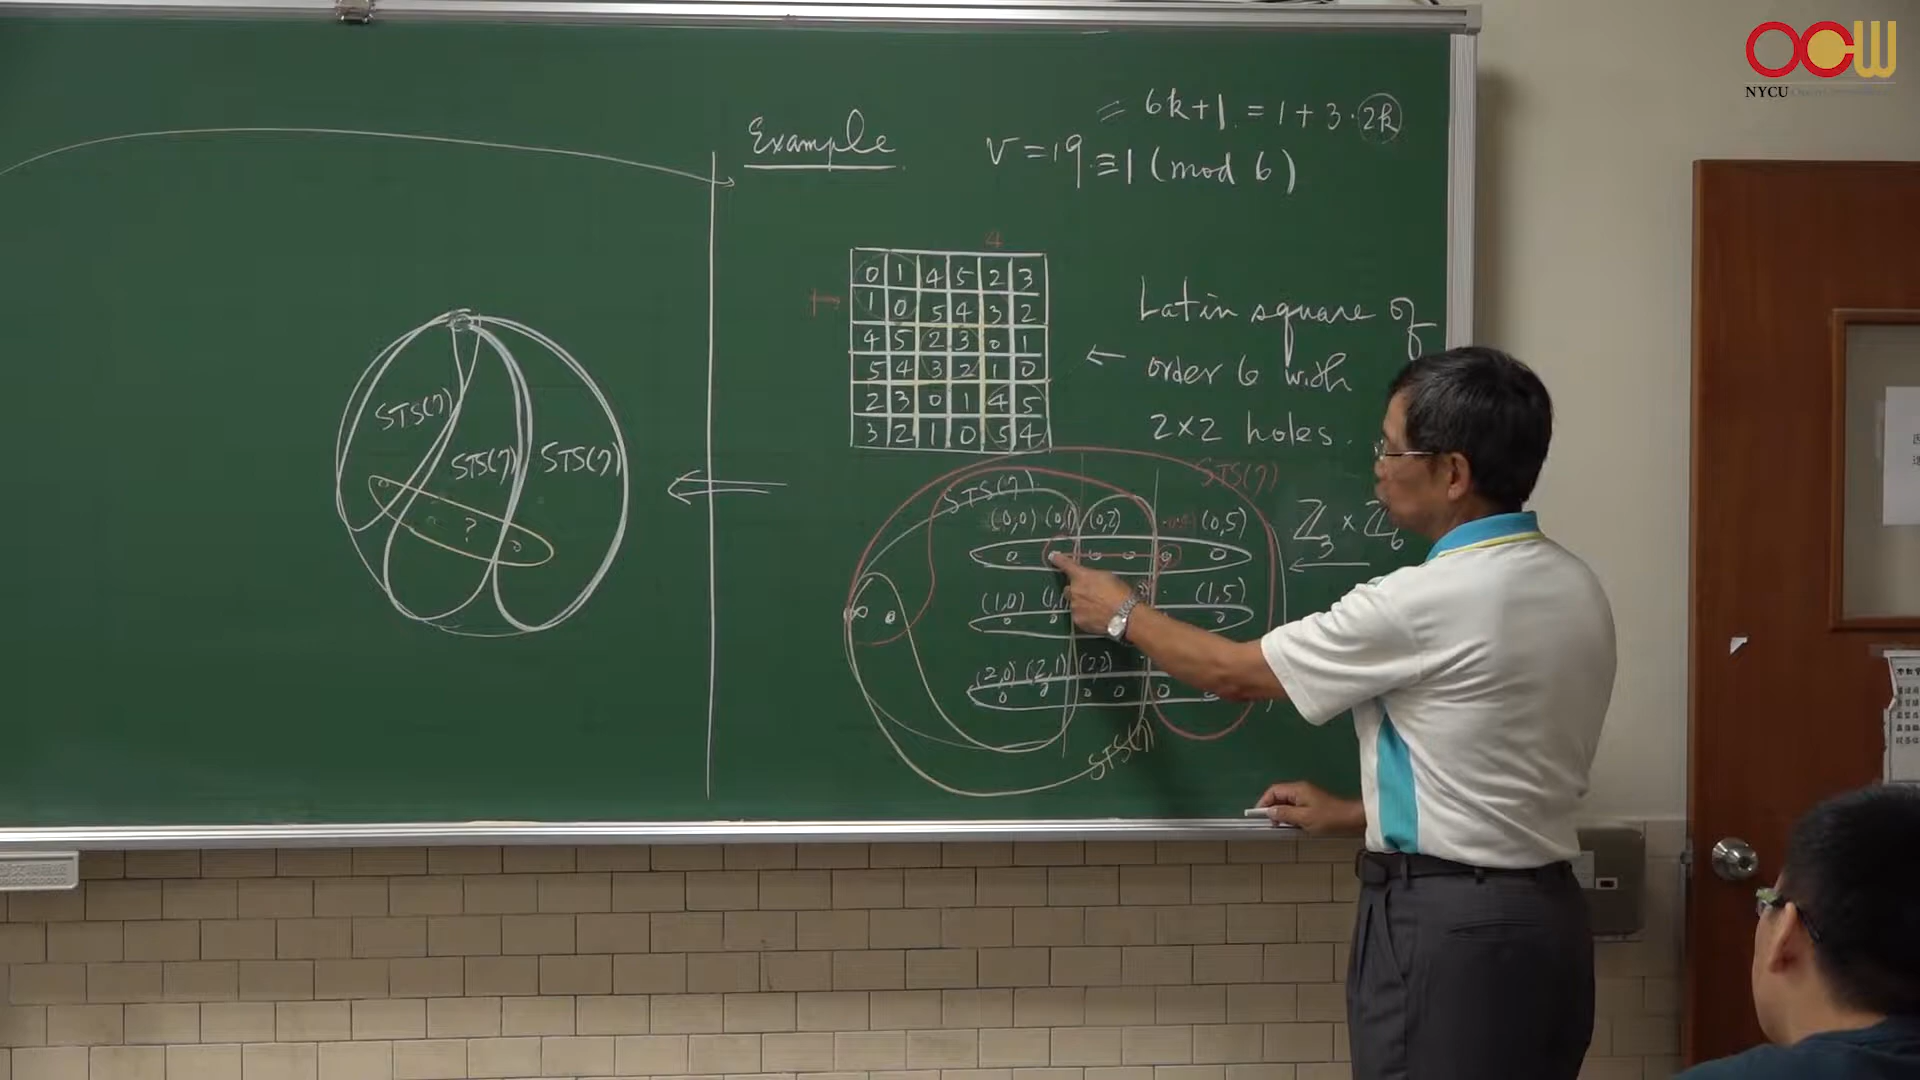 OCW
NYCU
Example
= 6k+1 = 1+3·2k
v=19≡1 (mod 6)
4
0 1 4 5 2 3
1 0 5 4 3 2
4 5 2 3 0 1
5 4 3 2 1 0
2 3 0 1 4 5
3 2 1 0 5 4
Latin square of
← order 6 with
2×2 holes.
STS(7)
STS(7)
STS(7)
?
STS(7)
STS(7)
(0,0) (0,1) (0,2) (0,5)
Z3 × Z6
(1,0) (1,1 (1,5)
∞
(2,0) (2,1) (2,2)
STS(7)